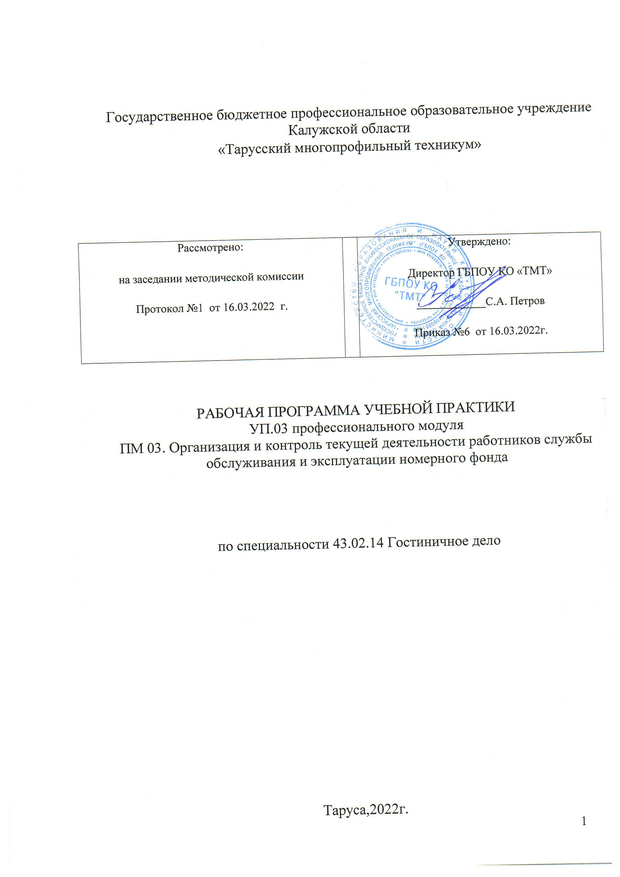 Государственное бюджетное профессиональное образовательное учреждение
Калужской области
«Тарусский многопрофильный техникум»
Рассмотрено:
на заседании методической комиссии
Протокол №1 от 16.03.2022 г.
Утверждено:
Директор ГБПОУ КО «ТМТ»
____________С.А. Петров
Приказ №6 от 16.03.2022г.
ГБПОУ КО
"ТМТ"
РАБОЧАЯ ПРОГРАММА УЧЕБНОЙ ПРАКТИКИ
УП.03 профессионального модуля
ПМ 03. Организация и контроль текущей деятельности работников службы
обслуживания и эксплуатации номерного фонда
по специальности 43.02.14 Гостиничное дело
Таруса,2022г.
1